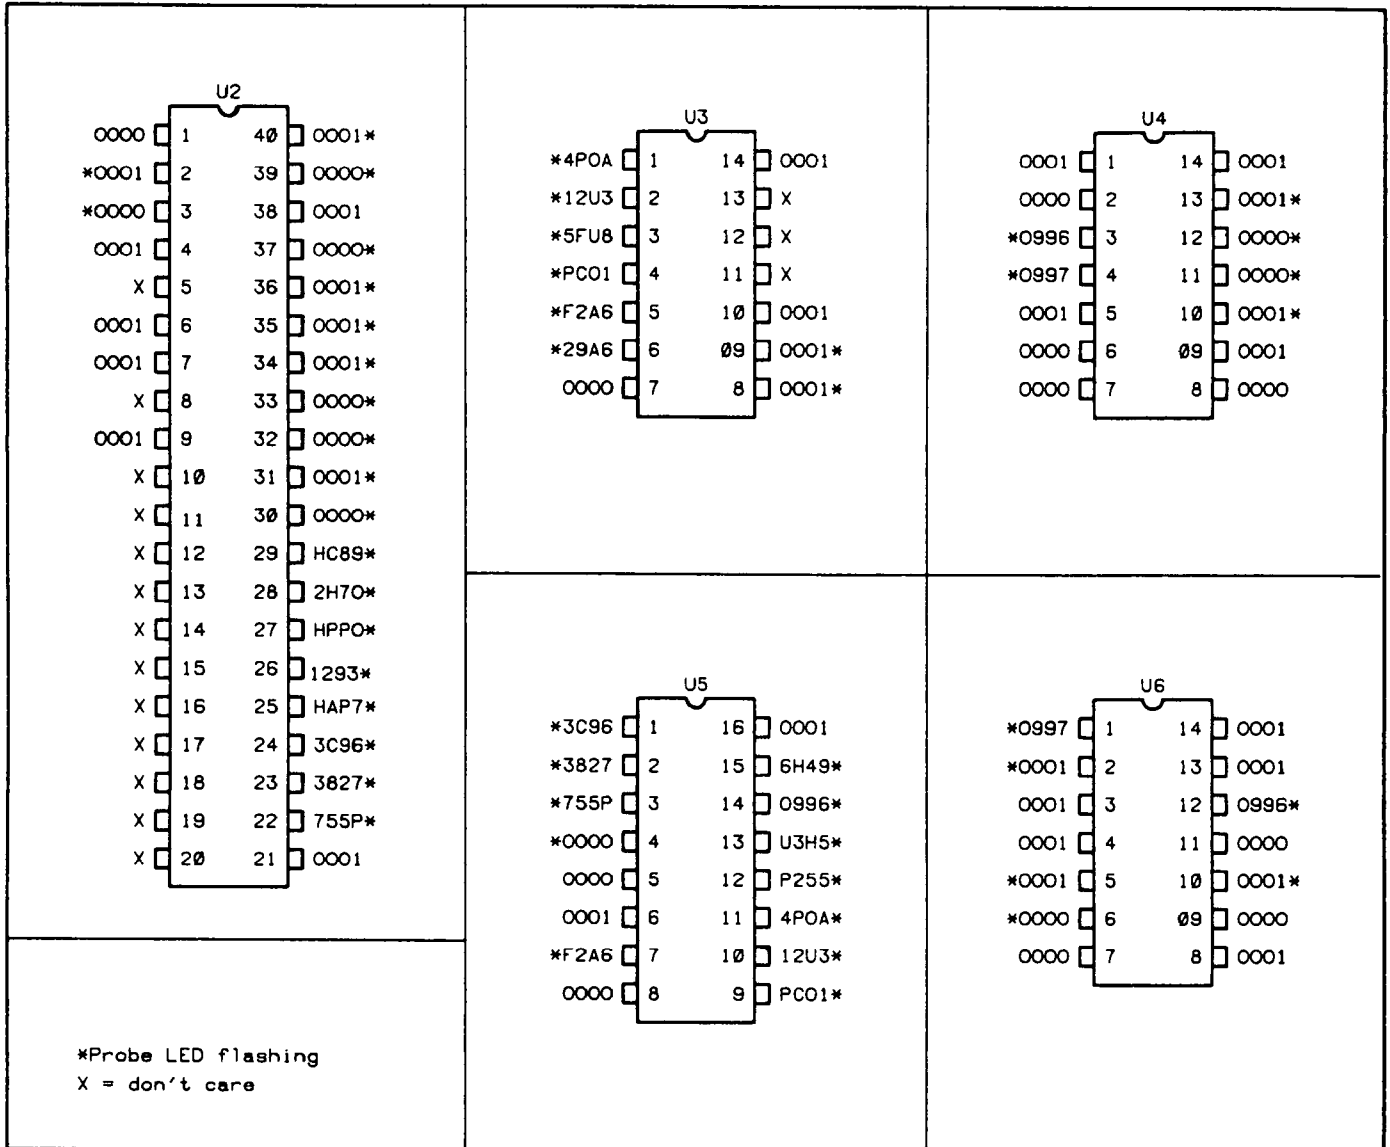 U2
0000 1 40 0001*
*0001 2 39 0000*
*0000 3 38 0001
0001 4 37 0000*
X 5 36 0001*
0001 6 35 0001*
0001 7 34 0001*
X 8 33 0000*
0001 9 32 0000*
X 10 31 0001*
X 11 30 0000*
X 12 29 HC89*
X 13 28 2H70*
X 14 27 HPP0*
X 15 26 1293*
X 16 25 HAP7*
X 17 24 3C96*
X 18 23 3827*
X 19 22 755P*
X 20 21 0001
U3
*4P0A 1 14 0001
*12U3 2 13 X
*5FU8 3 12 X
*PC01 4 11 X
*F2A6 5 10 0001
*29A6 6 09 0001*
0000 7 8 0001*
U4
0001 1 14 0001
0000 2 13 0001*
*0996 3 12 0000*
*0997 4 11 0000*
0001 5 10 0001*
0000 6 09 0001
0000 7 8 0000
U5
*3C96 1 16 0001
*3827 2 15 6H49*
*755P 3 14 0996*
*0000 4 13 U3H5*
0000 5 12 P255*
0001 6 11 4P0A*
*F2A6 7 10 12U3*
0000 8 9 PC01*
U6
*0997 1 14 0001
*0001 2 13 0001
0001 3 12 0996*
0001 4 11 0000
*0001 5 10 0001*
*0000 6 09 0000
0000 7 8 0001
*Probe LED flashing
X = don't care